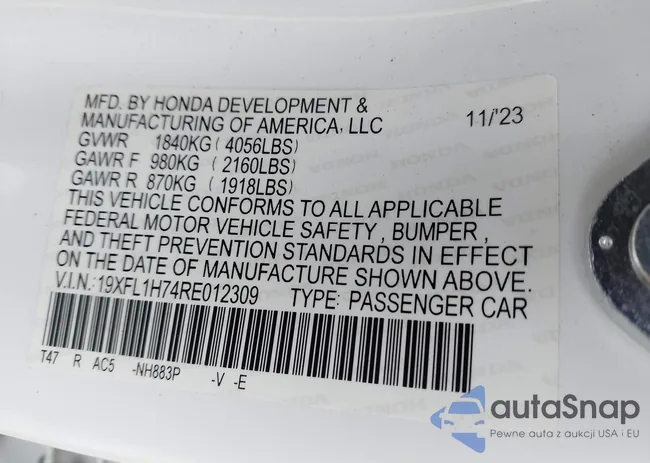 MFD. BY HONDA DEVELOPMENT &
MANUFACTURING OF AMERICA, LLC 11/'23
GVWR 1840KG ( 4056LBS)
GAWR F 980KG ( 2160LBS)
GAWR R 870KG ( 1918LBS)
THIS VEHICLE CONFORMS TO ALL APPLICABLE
FEDERAL MOTOR VEHICLE SAFETY , BUMPER ,
AND THEFT PREVENTION STANDARDS IN EFFECT
ON THE DATE OF MANUFACTURE SHOWN ABOVE.
V.I.N.: 19XFL1H74RE012309 TYPE: PASSENGER CAR
T47 R AC5 -NH883P -V -E
autaSnap
Pewne auta z aukcji USA i EU